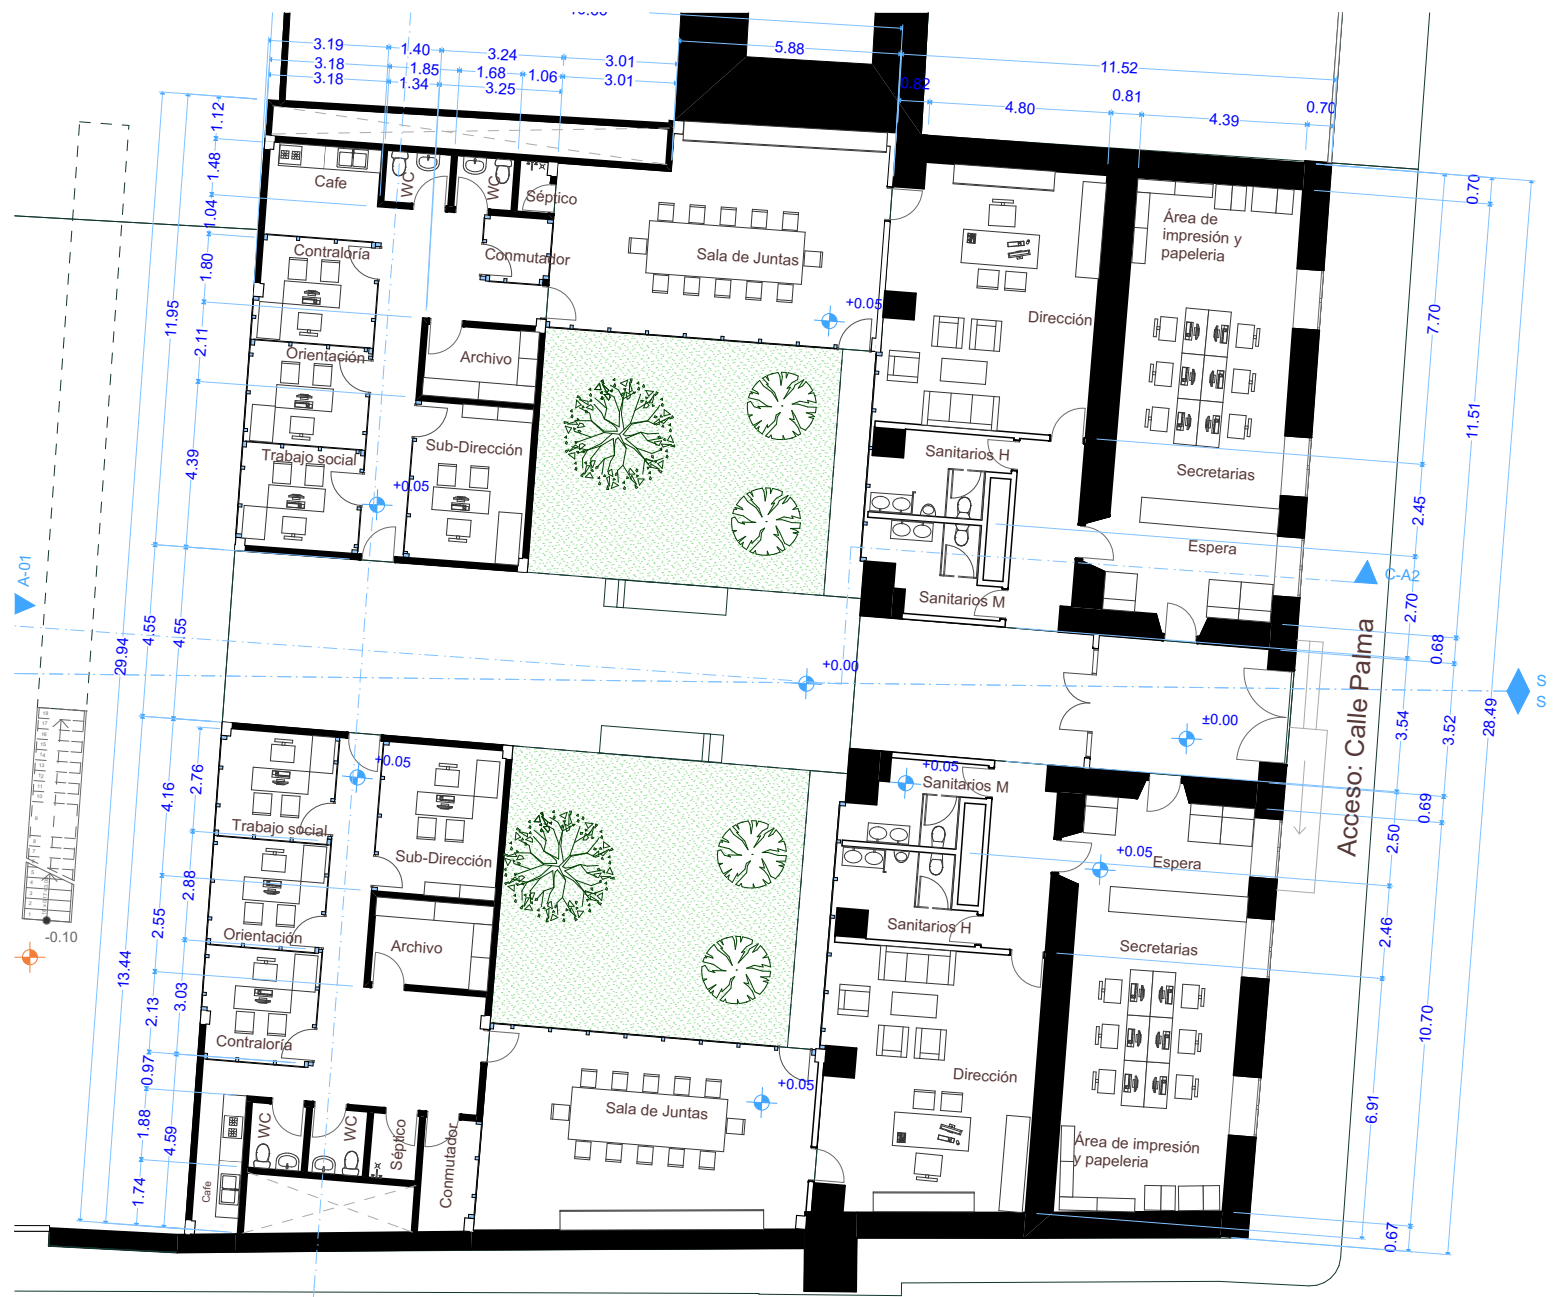 5.88
11.52
3.19
1.40
3.24
3.01
3.18
1.85
1.68
1.06
3.01
3.18
1.34
3.25
0.82
4.80
0.81
4.39
0.70
1.12
1.48
1.04
1.80
11.95
2.11
4.39
Cafe
WC
WC
Séptico
Contraloría
Conmutador
Sala de Juntas
+0.05
Dirección
Área de
impresión y
papeleria
0.70
7.70
11.51
Orientación
Archivo
Sub-Dirección
Trabajo social
+0.05
Sanitarios H
Secretarias
2.45
Espera
C-A2
Sanitarios M
2.70
0.68
A-01
4.55
4.55
29.94
+0.00
±0.00
Acceso: Calle Palma
3.54
3.52
28.49
S
S
+0.05
+0.05
Sanitarios M
2.76
4.16
Trabajo social
Sub-Dirección
+0.05
Espera
0.69
2.50
2.88
2.55
Orientación
Archivo
Sanitarios H
Secretarias
2.46
-0.10
13.44
2.13
3.03
Contraloría
10.70
0.97
Dirección
+0.05
Sala de Juntas
6.91
1.88
4.59
WC
WC
Séptico
Conmutador
Área de impresión
y papeleria
1.74
Cafe
0.67